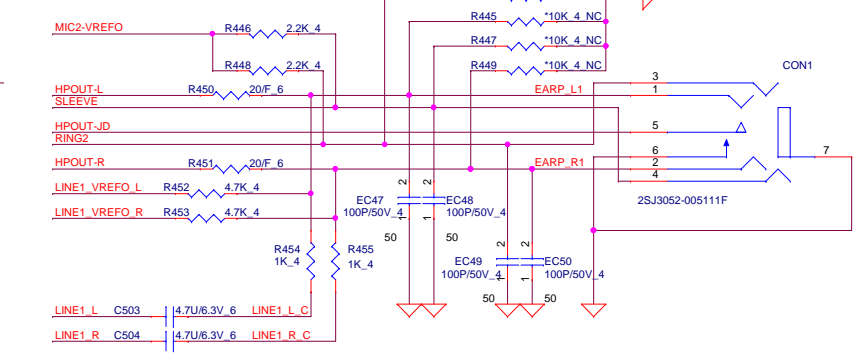 R445 *10K_4_NC
MIC2-VREFO R446 2.2K_4
R447 *10K_4_NC
R448 2.2K_4 R449 *10K_4_NC CON1
3
HPOUT-L R450 20/F_6 EARP_L1 1
SLEEVE
HPOUT-JD 5
RING2
6 7
HPOUT-R R451 20/F_6 EARP_R1 2
4
LINE1_VREFO_L R452 4.7K_4
2 2
EC47 EC48 2SJ3052-005111F
LINE1_VREFO_R R453 4.7K_4 100P/50V_4 100P/50V_4
1 1
50 50
R454 R455 2 2
1K_4 1K_4 EC49 EC50
100P/50V_4 100P/50V_4
1 1
50 50
LINE1_L C503 4.7U/6.3V_6 LINE1_L_C
LINE1_R C504 4.7U/6.3V_6 LINE1_R_C